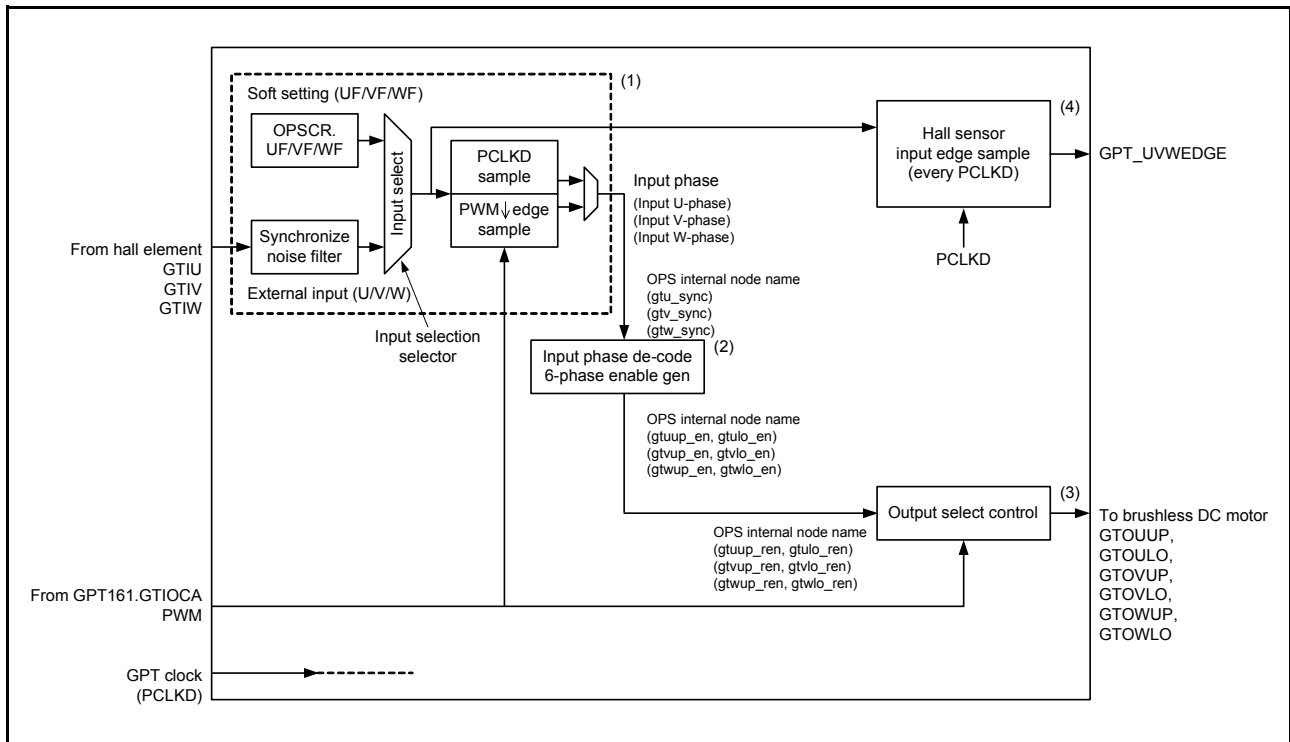 (1)
Soft setting (UF/VF/WF)
OPSCR.
UF/VF/WF
Input select
PCLKD
sample
PWM↓edge
sample
Synchronize
noise filter
External input (U/V/W)
From hall element
GTIU
GTIV
GTIW
Input selection
selector
Input phase
(Input U-phase)
(Input V-phase)
(Input W-phase)
(4)
Hall sensor
input edge sample
(every PCLKD)
GPT_UVWEDGE
PCLKD
OPS internal node name
(gtu_sync)
(gtv_sync)
(gtw_sync)
(2)
Input phase de-code
6-phase enable gen
OPS internal node name
(gtuup_en, gtulo_en)
(gtvup_en, gtvlo_en)
(gtwup_en, gtwlo_en)
(3)
Output select control
To brushless DC motor
GTOUUP,
GTOULO,
GTOVUP,
GTOVLO,
GTOWUP,
GTOWLO
OPS internal node name
(gtuup_ren, gtulo_ren)
(gtvup_ren, gtvlo_ren)
(gtwup_ren, gtwlo_ren)
From GPT161.GTIOCA
PWM
GPT clock
(PCLKD)